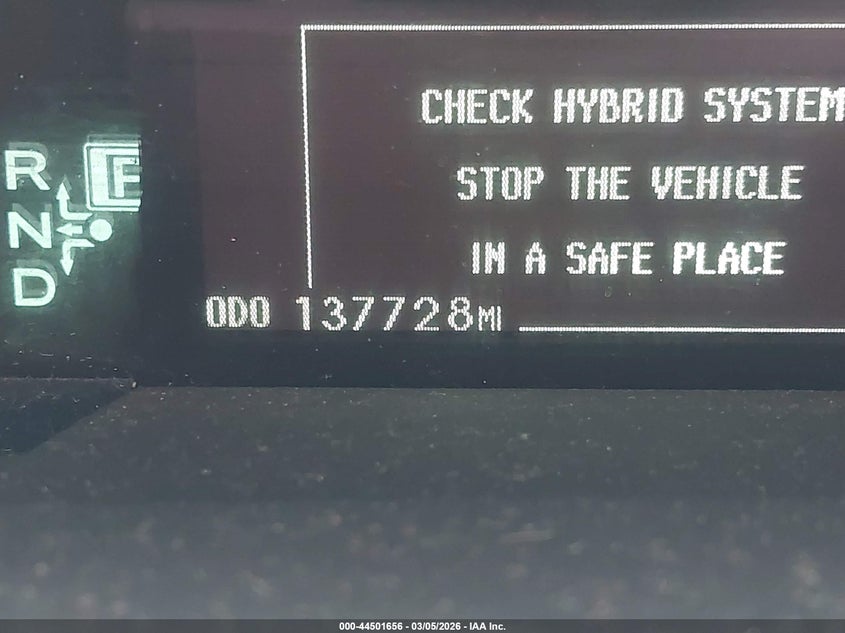 CHECK HYBRID SYSTEM
STOP THE VEHICLE
IN A SAFE PLACE
R
N
D
ODO 137728MI
000-44501656 - 03/05/2026 - IAA Inc.